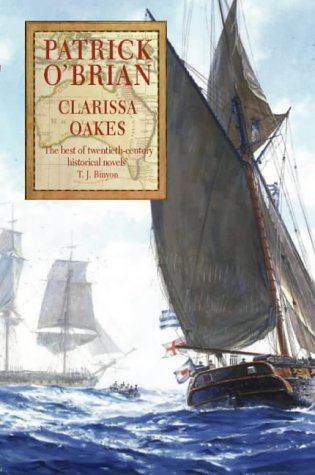 PATRICK
O'BRIAN
CLARISSA
OAKES
'The best of twentieth-century
historical novels'
T. J. Binyon